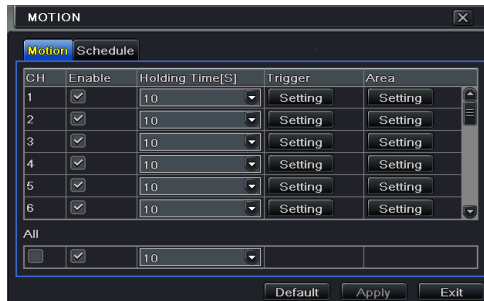 MOTION
Motion Schedule
CH Enable Holding Time[S] Trigger Area
1 10 Setting Setting
2 10 Setting Setting
3 10 Setting Setting
4 10 Setting Setting
5 10 Setting Setting
6 10 Setting Setting
All
10
Default Apply Exit